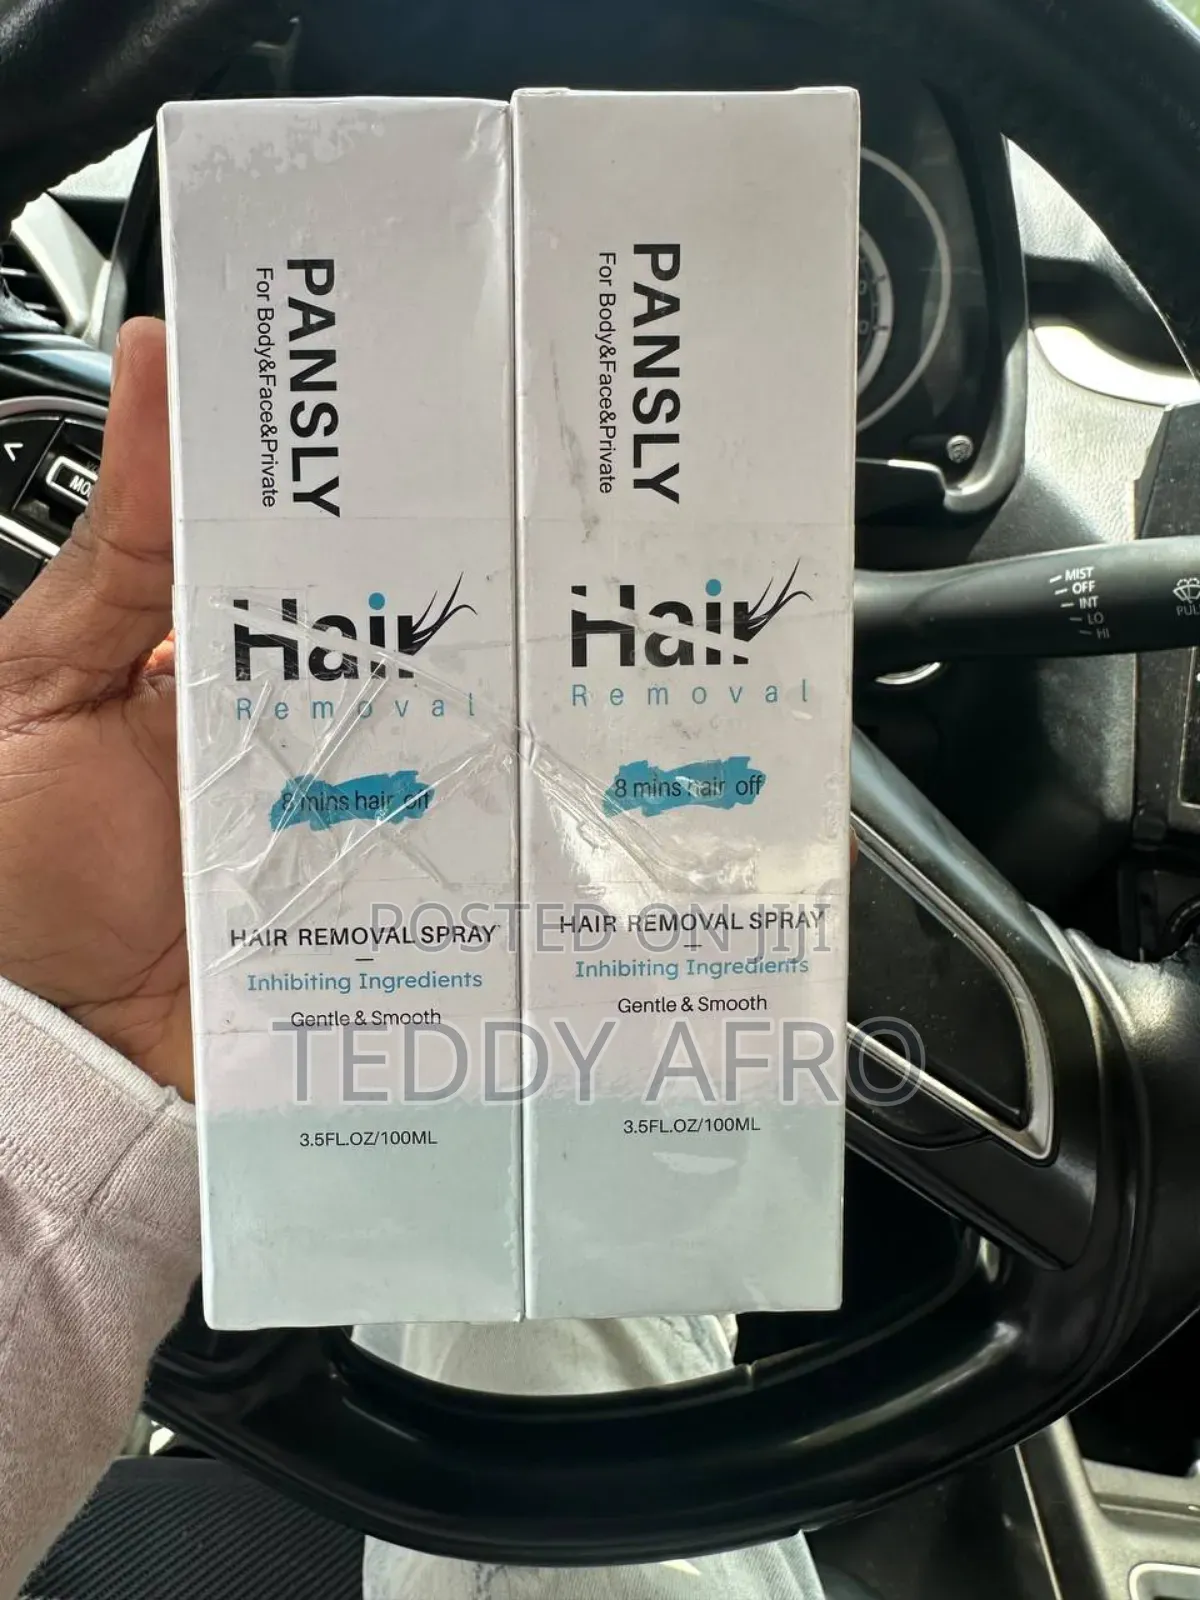 PANSLY
For Body&Face&Private
Hair
Removal
8 mins hair off
HAIR REMOVAL SPRAY
Inhibiting Ingredients
Gentle & Smooth
3.5FL.OZ/100ML
PANSLY
For Body&Face&Private
Hair
Removal
8 mins hair off
HAIR REMOVAL SPRAY
Inhibiting Ingredients
Gentle & Smooth
3.5FL.OZ/100ML
POSTED ON JIJI
TEDDY AFRO
MIST
OFF
INT
LO
HI